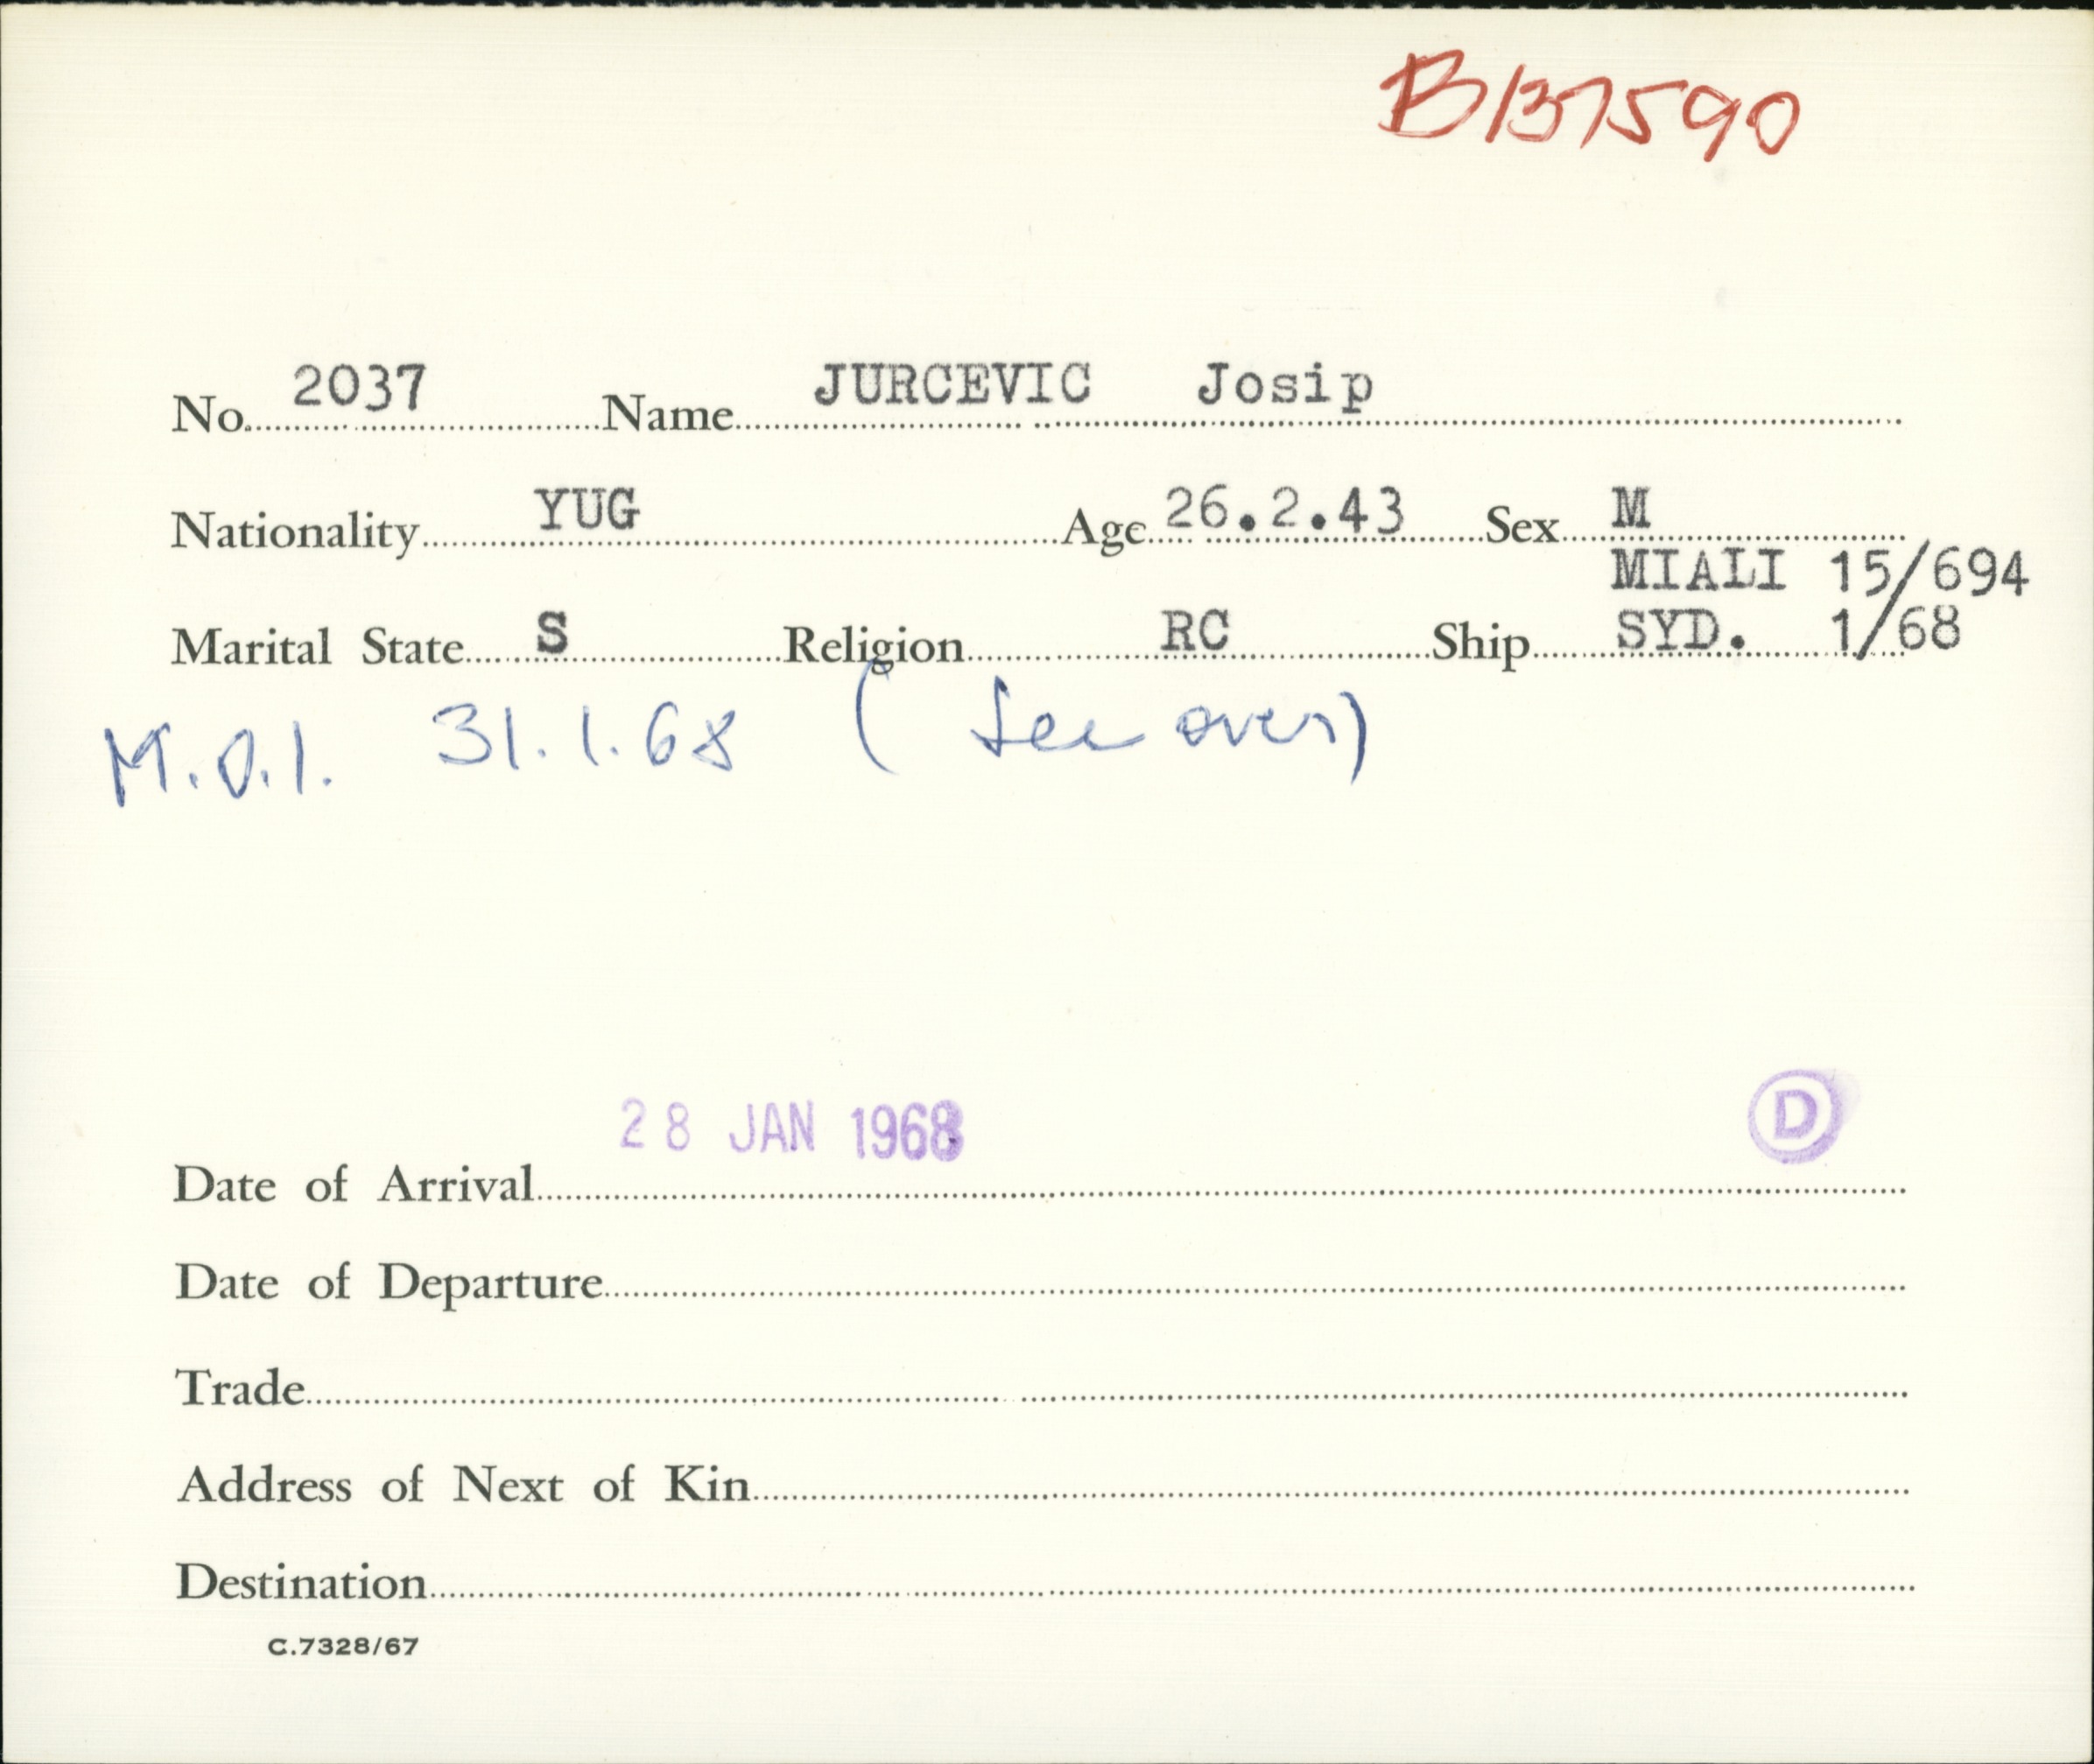 B137590
No. 2037 Name JURCEVIC Josip
Nationality YUG Age 26.2.43 Sex M
MIALI 15/694
Marital State S Religion RC Ship SYD. 1/68
M.O.I. 31.1.68 (See over)
28 JAN 1968 D
Date of Arrival
Date of Departure
Trade
Address of Next of Kin
Destination
C.7328/67